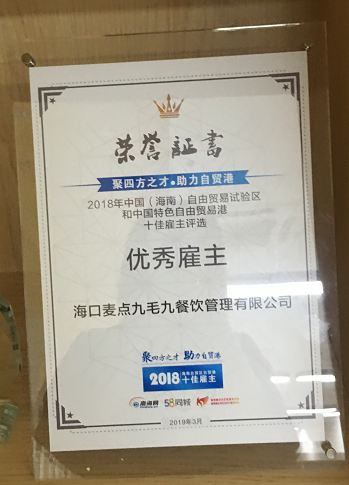 荣誉証書
聚四方之才·助力自贸港
2018年中国（海南）自由贸易试验区
和中国特色自由贸易港
十佳雇主评选
优秀雇主
海口麦点九毛九餐饮管理有限公司
聚四方之才 助力自贸港
2018
十佳雇主
南海网 58同城
2019年3月